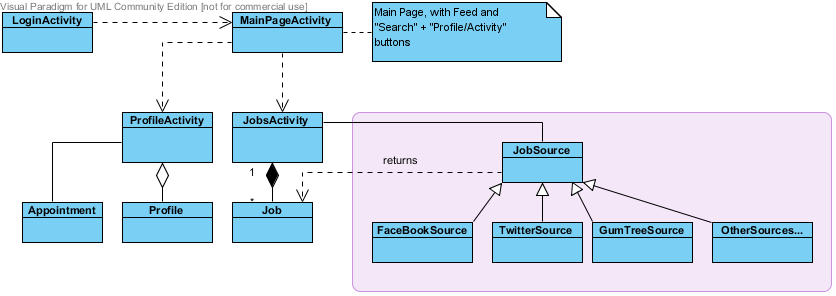 Visual Paradigm for UML Community Edition [not for commercial use]
LoginActivity
MainPageActivity
Main Page, with Feed and
"Search" + "Profile/Activity"
buttons
ProfileActivity
JobsActivity
JobSource
returns
1
*
Appointment
Profile
Job
FaceBookSource
TwitterSource
GumTreeSource
OtherSources...